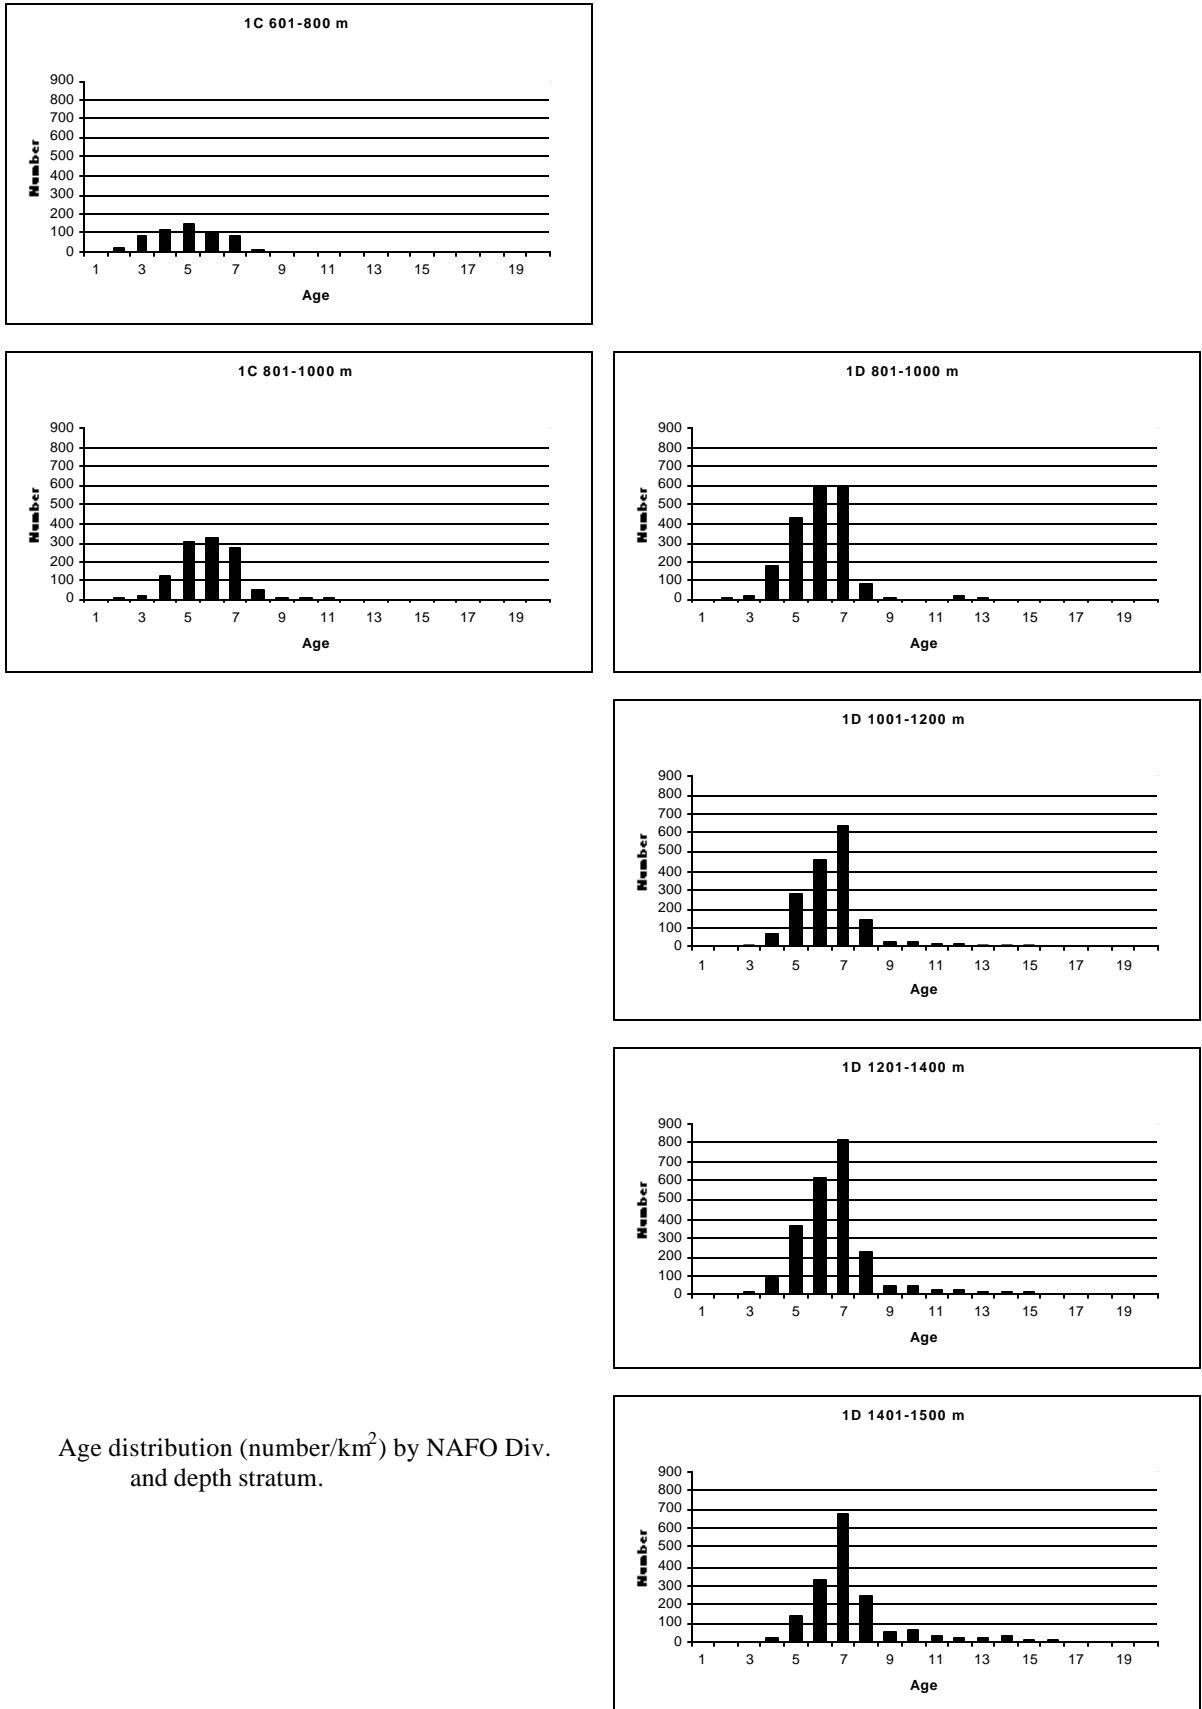 1C 601-800 m
900
800
700
600
500
400
300
200
100
0
Number
1 3 5 7 9 11 13 15 17 19
Age
1C 801-1000 m
900
800
700
600
500
400
300
200
100
0
Number
1 3 5 7 9 11 13 15 17 19
Age
1D 801-1000 m
900
800
700
600
500
400
300
200
100
0
Number
1 3 5 7 9 11 13 15 17 19
Age
1D 1001-1200 m
900
800
700
600
500
400
300
200
100
0
Number
1 3 5 7 9 11 13 15 17 19
Age
1D 1201-1400 m
900
800
700
600
500
400
300
200
100
0
Number
1 3 5 7 9 11 13 15 17 19
Age
Age distribution (number/km²) by NAFO Div.
and depth stratum.
1D 1401-1500 m
900
800
700
600
500
400
300
200
100
0
Number
1 3 5 7 9 11 13 15 17 19
Age